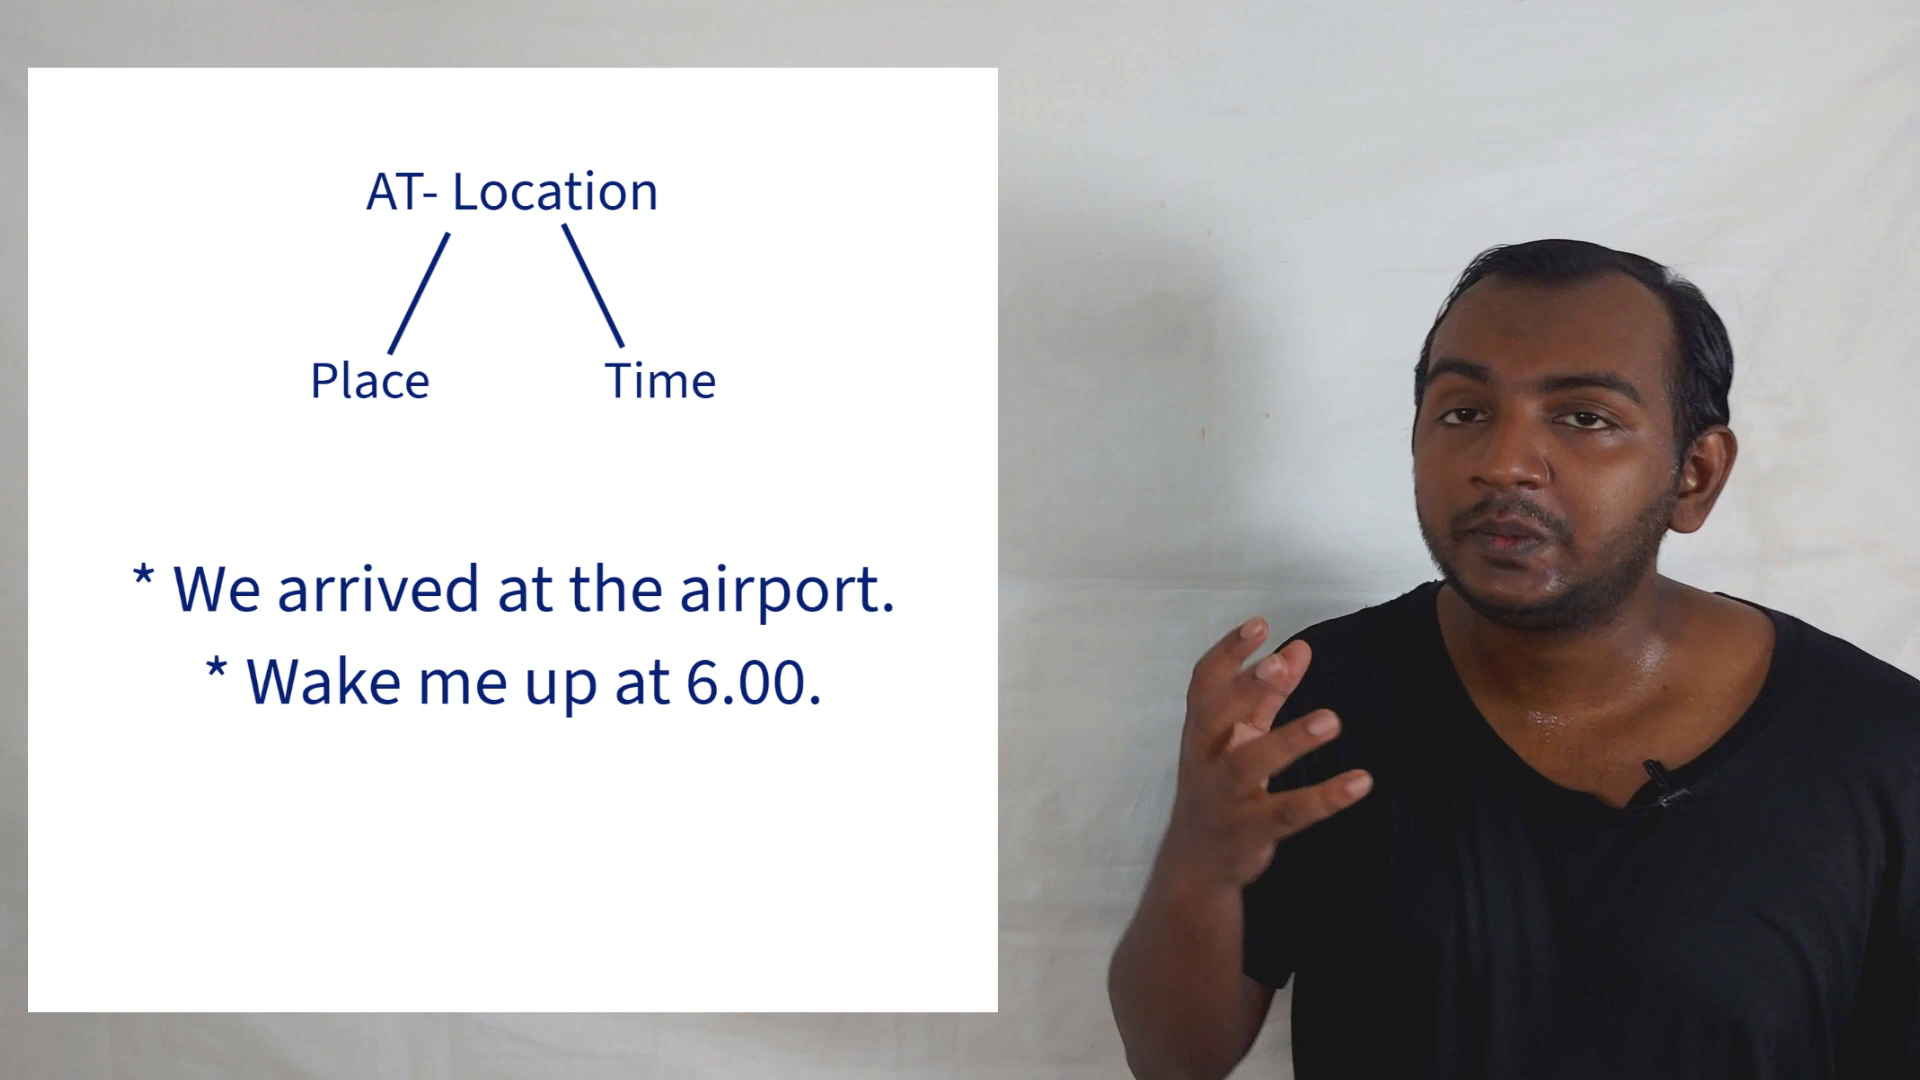 AT- Location
Place Time
* We arrived at the airport.
* Wake me up at 6.00.